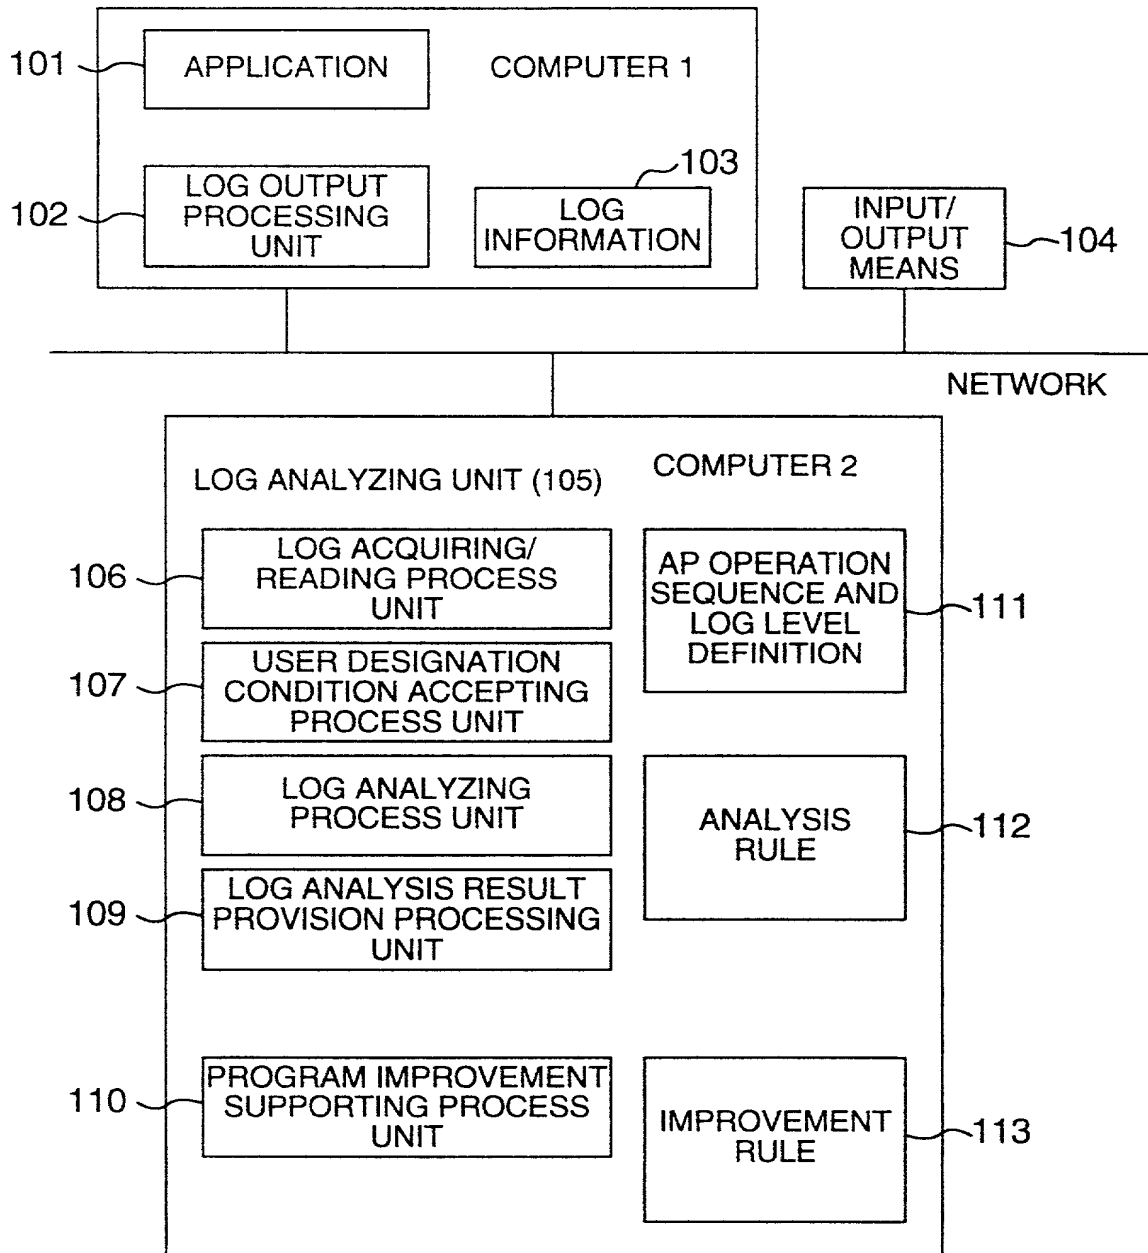 101
APPLICATION
COMPUTER 1
102
LOG OUTPUT
PROCESSING
UNIT
103
LOG
INFORMATION
INPUT/
OUTPUT
MEANS
104
NETWORK
LOG ANALYZING UNIT (105)
COMPUTER 2
106
LOG ACQUIRING/
READING PROCESS
UNIT
AP OPERATION
SEQUENCE AND
LOG LEVEL
DEFINITION
111
107
USER DESIGNATION
CONDITION ACCEPTING
PROCESS UNIT
108
LOG ANALYZING
PROCESS UNIT
ANALYSIS
RULE
112
109
LOG ANALYSIS RESULT
PROVISION PROCESSING
UNIT
110
PROGRAM IMPROVEMENT
SUPPORTING PROCESS
UNIT
IMPROVEMENT
RULE
113